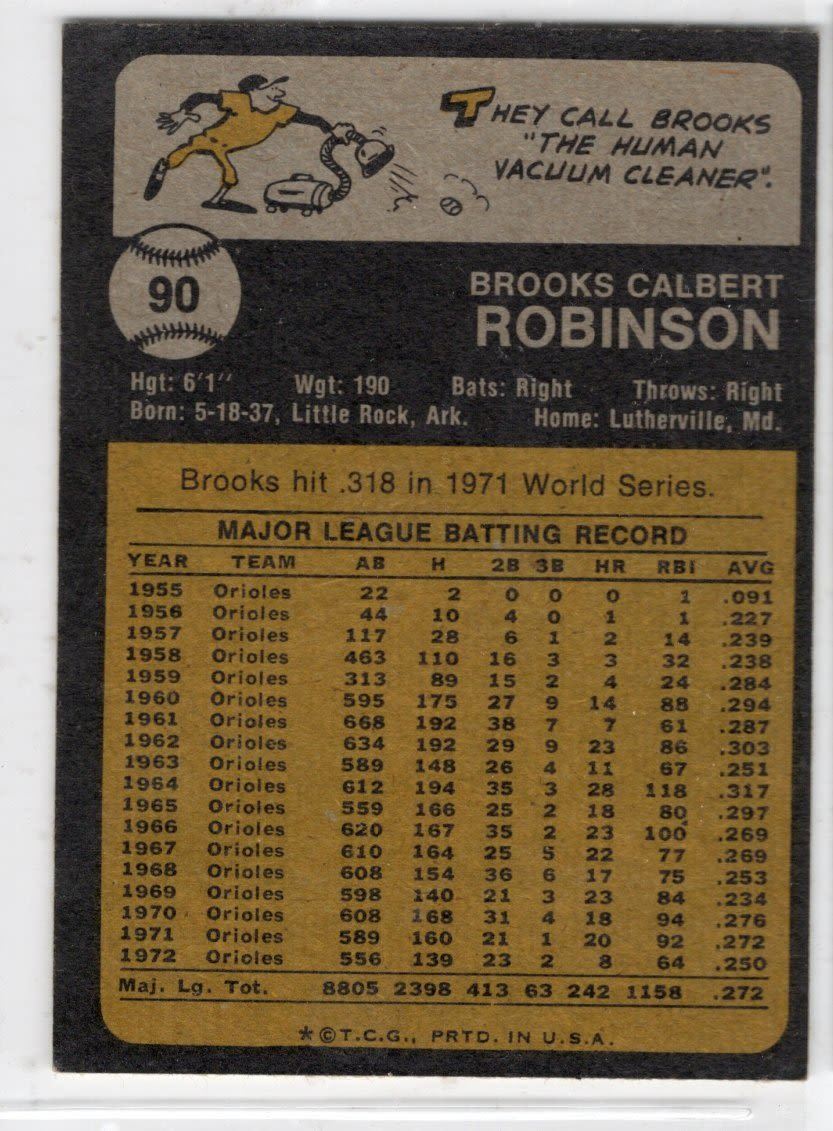 THEY CALL BROOKS
"THE HUMAN
VACUUM CLEANER".
90
BROOKS CALBERT
ROBINSON
Hgt: 6'1" Wgt: 190 Bats: Right Throws: Right
Born: 5-18-37, Little Rock, Ark. Home: Lutherville, Md.
Brooks hit .318 in 1971 World Series.
MAJOR LEAGUE BATTING RECORD
YEAR TEAM AB H 2B 3B HR RBI AVG
1955 Orioles 22 2 0 0 0 1 .091
1956 Orioles 44 10 4 0 1 1 .227
1957 Orioles 117 28 6 1 2 14 .239
1958 Orioles 463 110 16 3 3 32 .238
1959 Orioles 313 89 15 2 4 24 .284
1960 Orioles 595 175 27 9 14 88 .294
1961 Orioles 668 192 38 7 7 61 .287
1962 Orioles 634 192 29 9 23 86 .303
1963 Orioles 589 148 26 4 11 67 .251
1964 Orioles 612 194 35 3 28 118 .317
1965 Orioles 559 166 25 2 18 80 .297
1966 Orioles 620 167 35 2 23 100 .269
1967 Orioles 610 164 25 5 22 77 .269
1968 Orioles 608 154 36 6 17 75 .253
1969 Orioles 598 140 21 3 23 84 .234
1970 Orioles 608 168 31 4 18 94 .276
1971 Orioles 589 160 21 1 20 92 .272
1972 Orioles 556 139 23 2 8 64 .250
Maj. Lg. Tot. 8805 2398 413 63 242 1158 .272
*©T.C.G., PRTD. IN U.S.A.